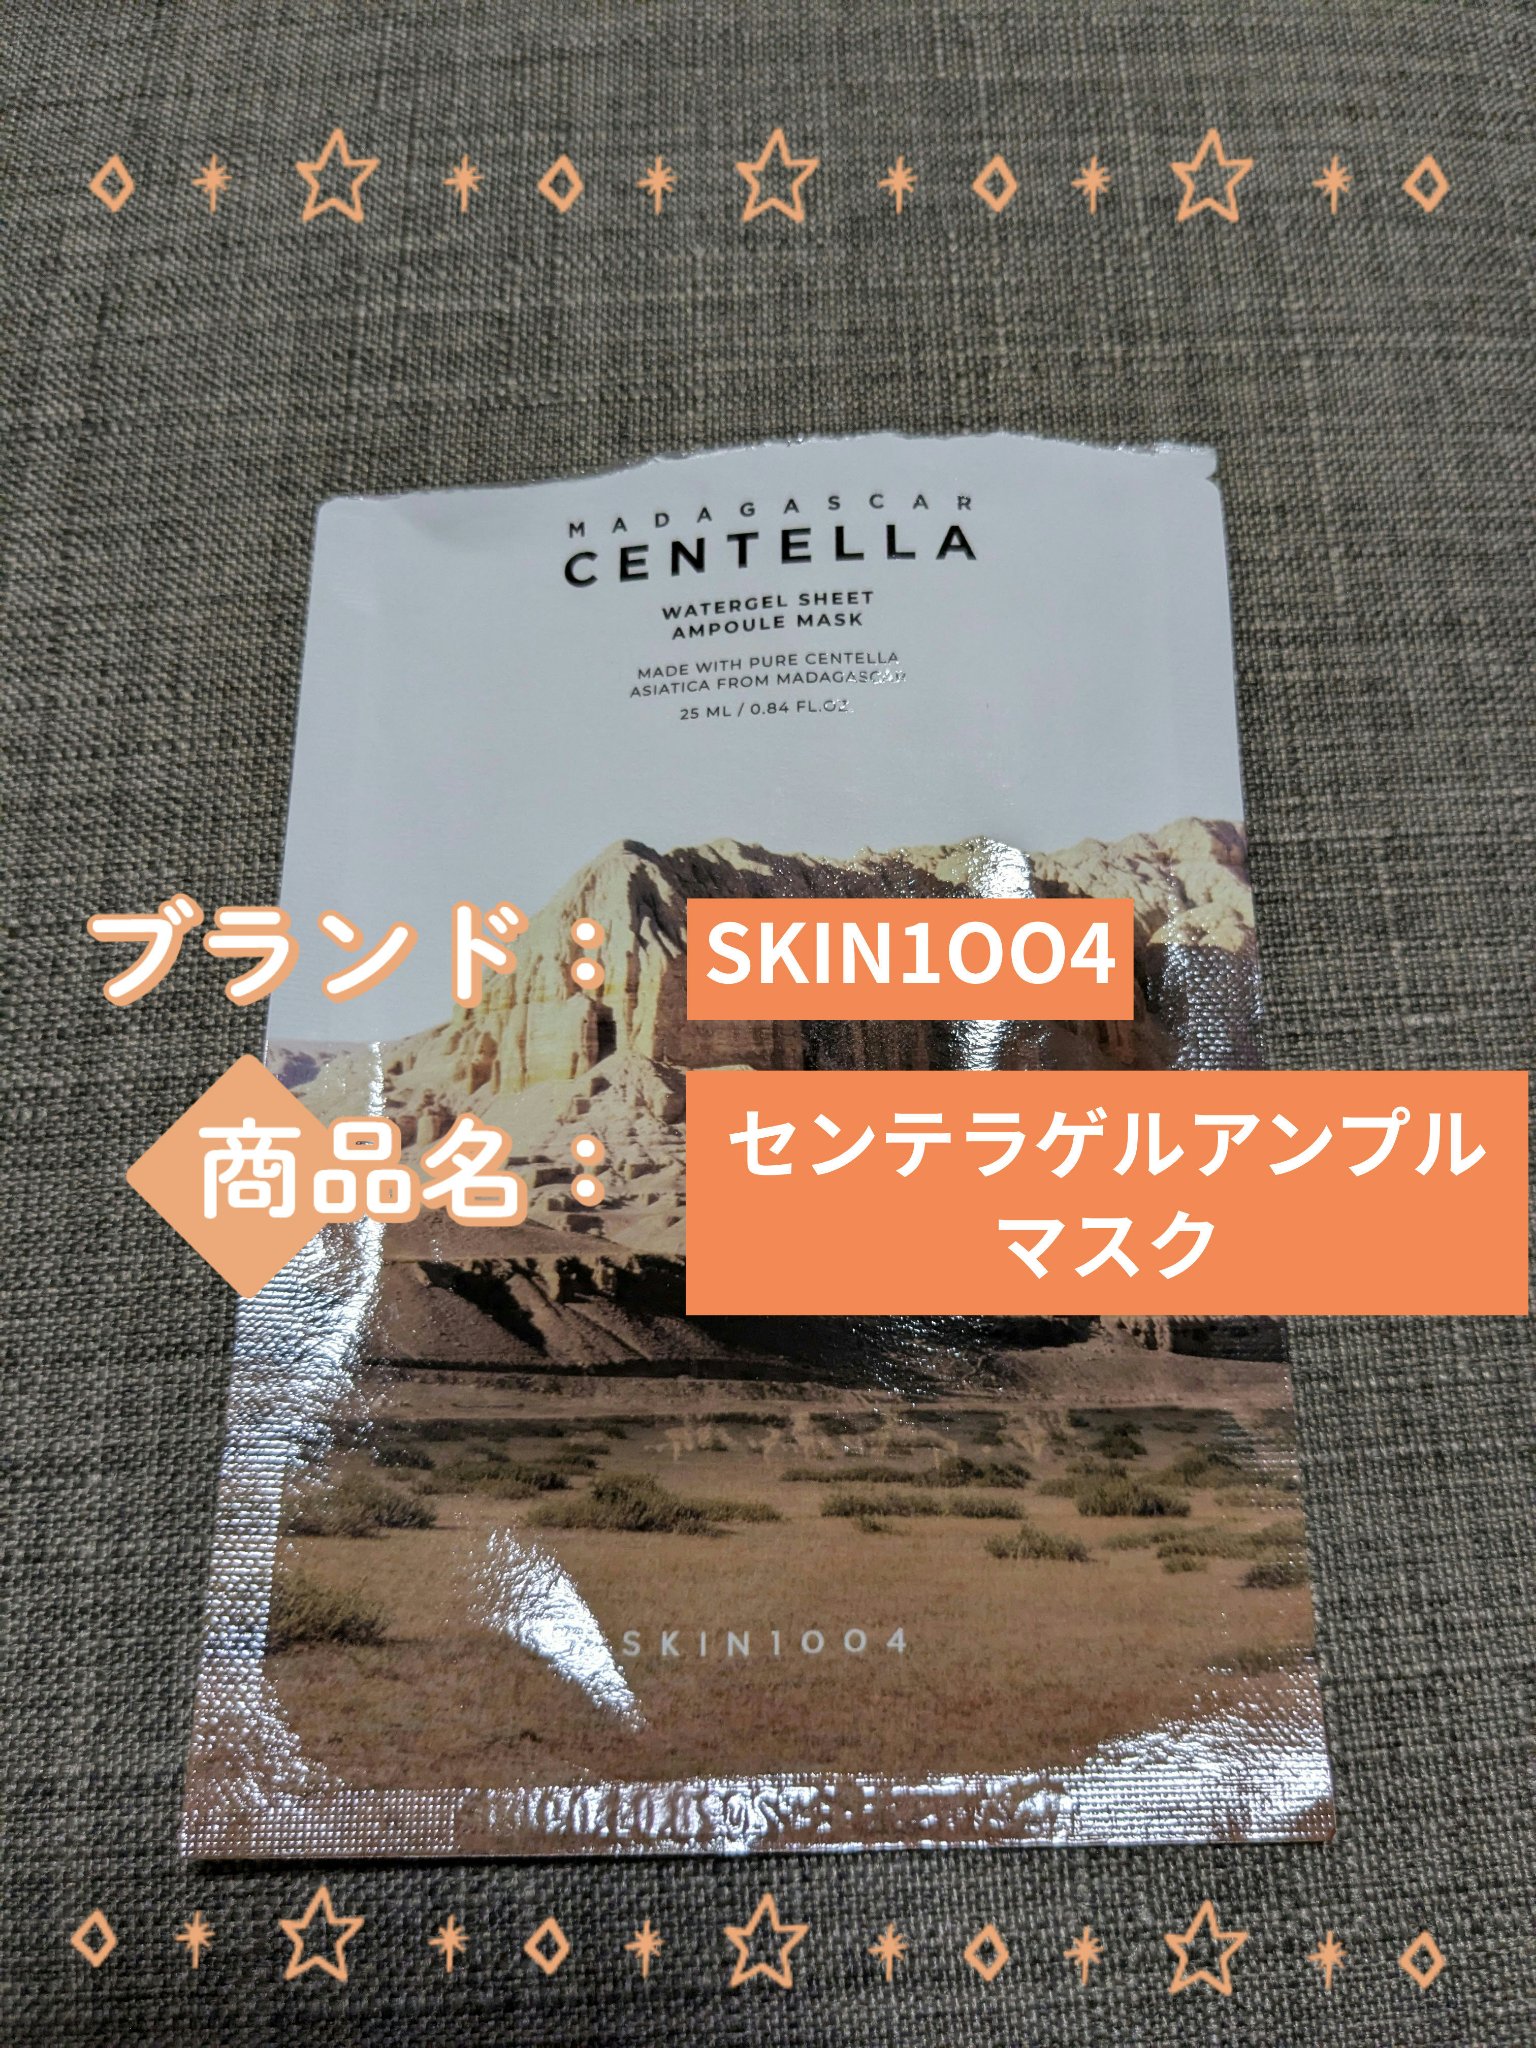 MADAGASCAR
CENTELLA
WATERGEL SHEET
AMPOULE MASK
MADE WITH PURE CENTELLA
ASIATICA FROM MADAGASCAR
25 ML / 0.84 FL.OZ.
ブランド： SKIN1OO4
商品名： センテラゲルアンプル
マスク
SKIN1004